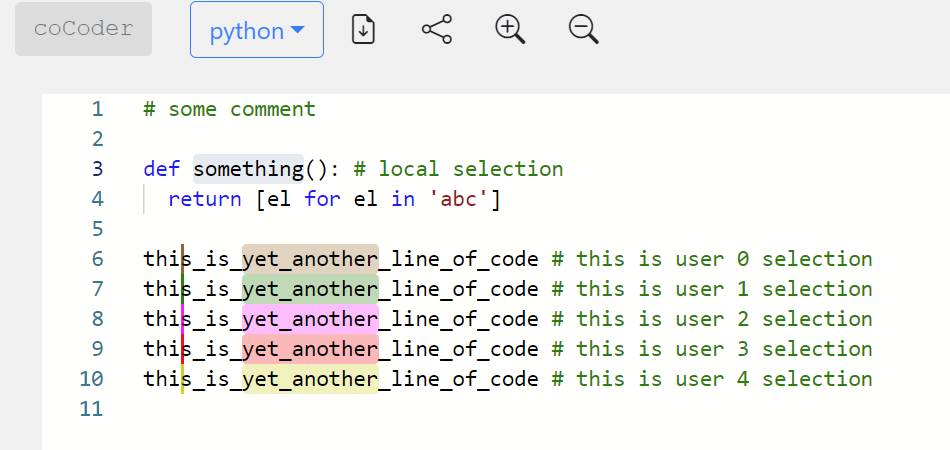 coCoder python
1 # some comment
2
3 def something(): # local selection
4   return [el for el in 'abc']
5
6 this_is_yet_another_line_of_code # this is user 0 selection
7 this_is_yet_another_line_of_code # this is user 1 selection
8 this_is_yet_another_line_of_code # this is user 2 selection
9 this_is_yet_another_line_of_code # this is user 3 selection
10 this_is_yet_another_line_of_code # this is user 4 selection
11